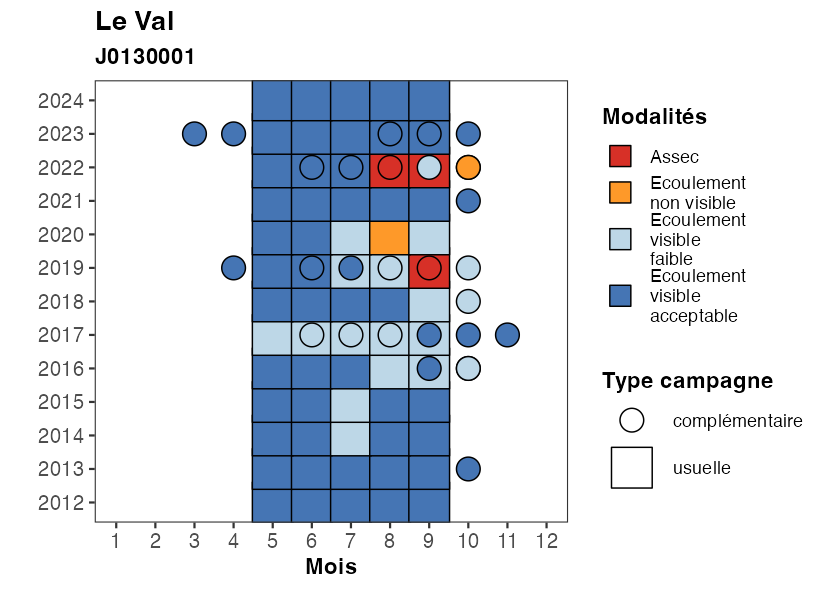 Le Val
J0130001
2024
2023
2022
2021
2020
2019
2018
2017
2016
2015
2014
2013
2012
1 2 3 4 5 6 7 8 9 10 11 12
Mois
Modalités
Assec
Ecoulement
non visible
Ecoulement
visible
faible
Ecoulement
visible
acceptable
Type campagne
complémentaire
usuelle